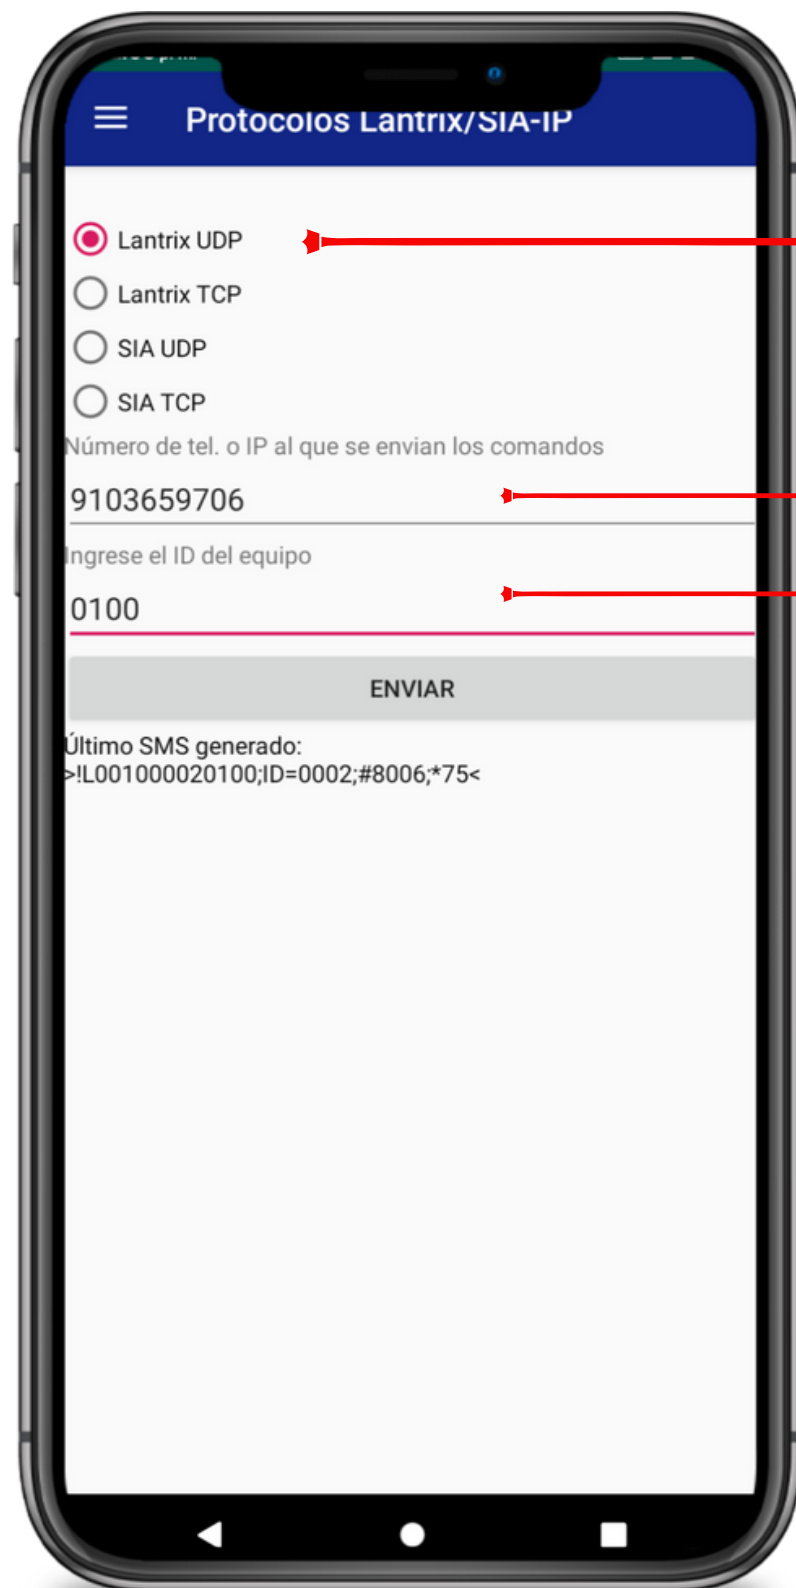 Protocolos Lantrix/SIA-IP
Lantrix UDP
Lantrix TCP
SIA UDP
SIA TCP
Número de tel. o IP al que se envian los comandos
9103659706
Ingrese el ID del equipo
0100
ENVIAR
Último SMS generado:
>!L001000020100;ID=0002;#8006;*75<